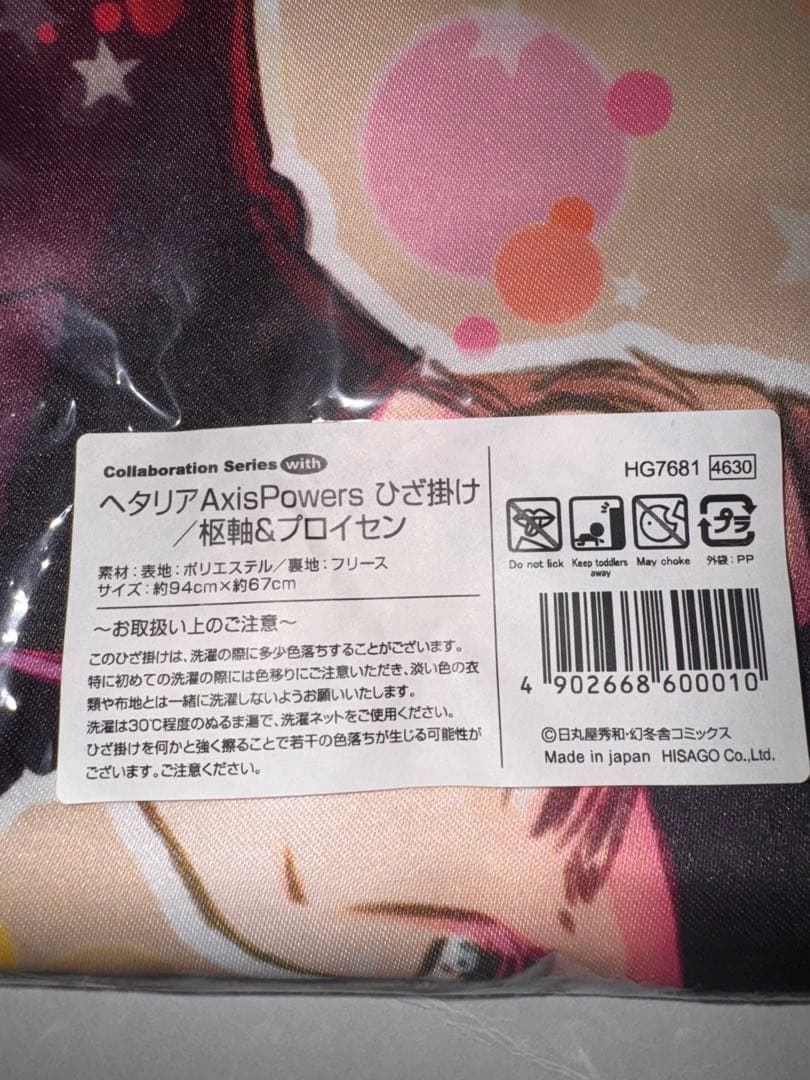 Collaboration Series with
ヘタリアAxisPowers ひざ掛け
／枢軸&プロイセン
素材：表地：ポリエステル／裏地：フリース
サイズ：約94cm×約67cm
～お取扱い上のご注意～
このひざ掛けは、洗濯の際に多少色落ちすることがございます。
特に初めての洗濯の際には色移りにご注意いただき、淡い色の衣
類や布地とは一緒に洗濯しないようお願いいたします。
洗濯は30℃程度のぬるま湯で、洗濯ネットをご使用ください。
ひざ掛けを何かと強く擦ることで若干の色落ちが生じる可能性が
ございます。ご注意ください。
HG7681 4630
プラ
Do not lick
Keep toddlers
away
May choke
外袋：PP
4 902668 600010
©日丸屋秀和・幻冬舎コミックス
Made in japan HISAGO Co.,Ltd.